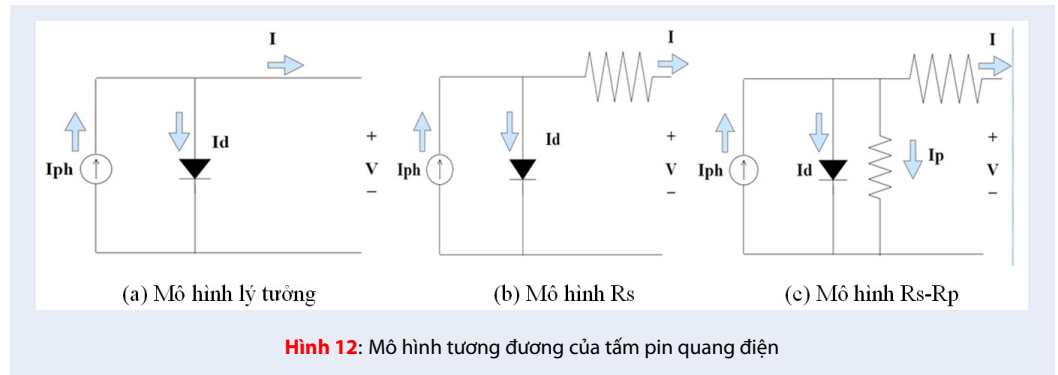 I
Id
Iph
+
V
−
(a) Mô hình lý tưởng
I
Id
Iph
+
V
−
(b) Mô hình Rs
I
Iph
Id
Ip
+
V
−
(c) Mô hình Rs-Rp
Hình 12: Mô hình tương đương của tấm pin quang điện